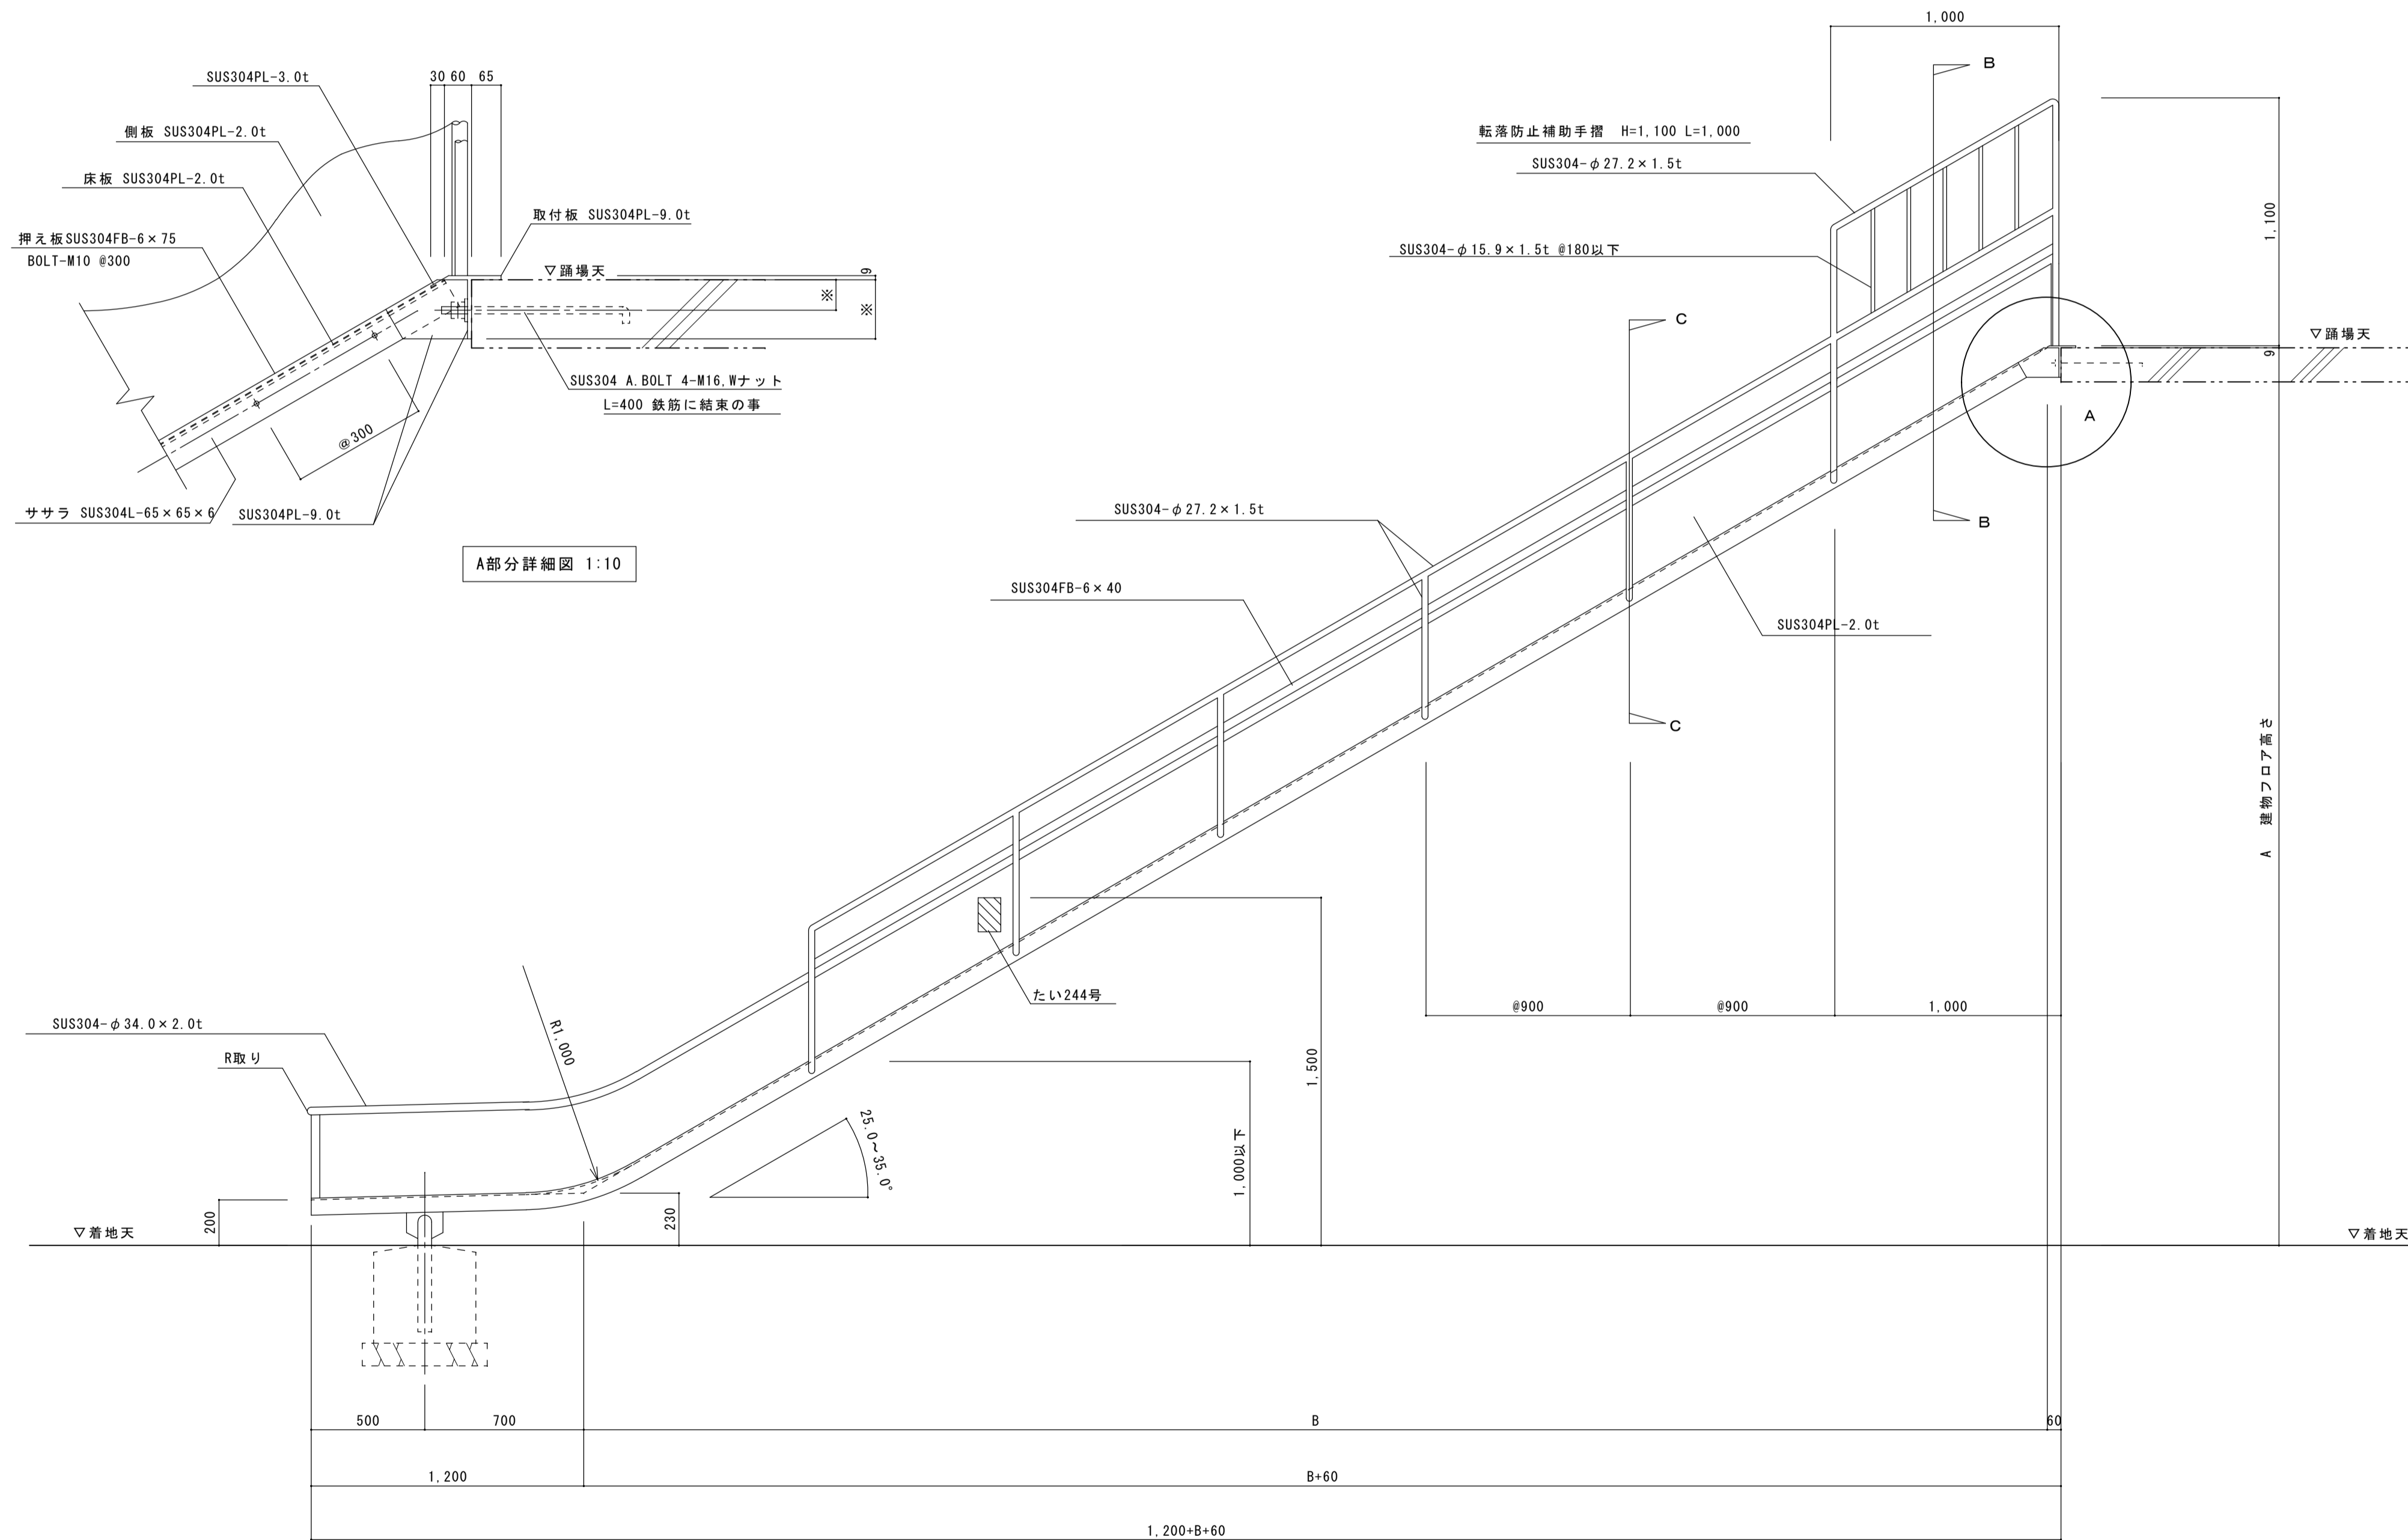 1,000
30 60 65
SUS304PL-3.0t
B
側板 SUS304PL-2.0t
転落防止補助手摺 H=1,100 L=1,000
SUS304-φ27.2×1.5t
床板 SUS304PL-2.0t
取付板 SUS304PL-9.0t
1,100
押え板SUS304FB-6×75
BOLT-M10 @300
SUS304-φ15.9×1.5t @180以下
▽踊場天
9
※
※
C
▽踊場天
9
SUS304 A.BOLT 4-M16,Wナット
L=400 鉄筋に結束の事
A
@300
ササラ SUS304L-65×65×6
SUS304PL-9.0t
SUS304-φ27.2×1.5t
B
A部分詳細図 1:10
SUS304FB-6×40
SUS304PL-2.0t
C
A 建物フロア高さ
たい244号
@900
@900
1,000
SUS304-φ34.0×2.0t
R1,000
R取り
1,500
25.0~35.0°
1,000以下
200
230
▽着地天
▽着地天
500
700
B
60
1,200
B+60
1,200+B+60